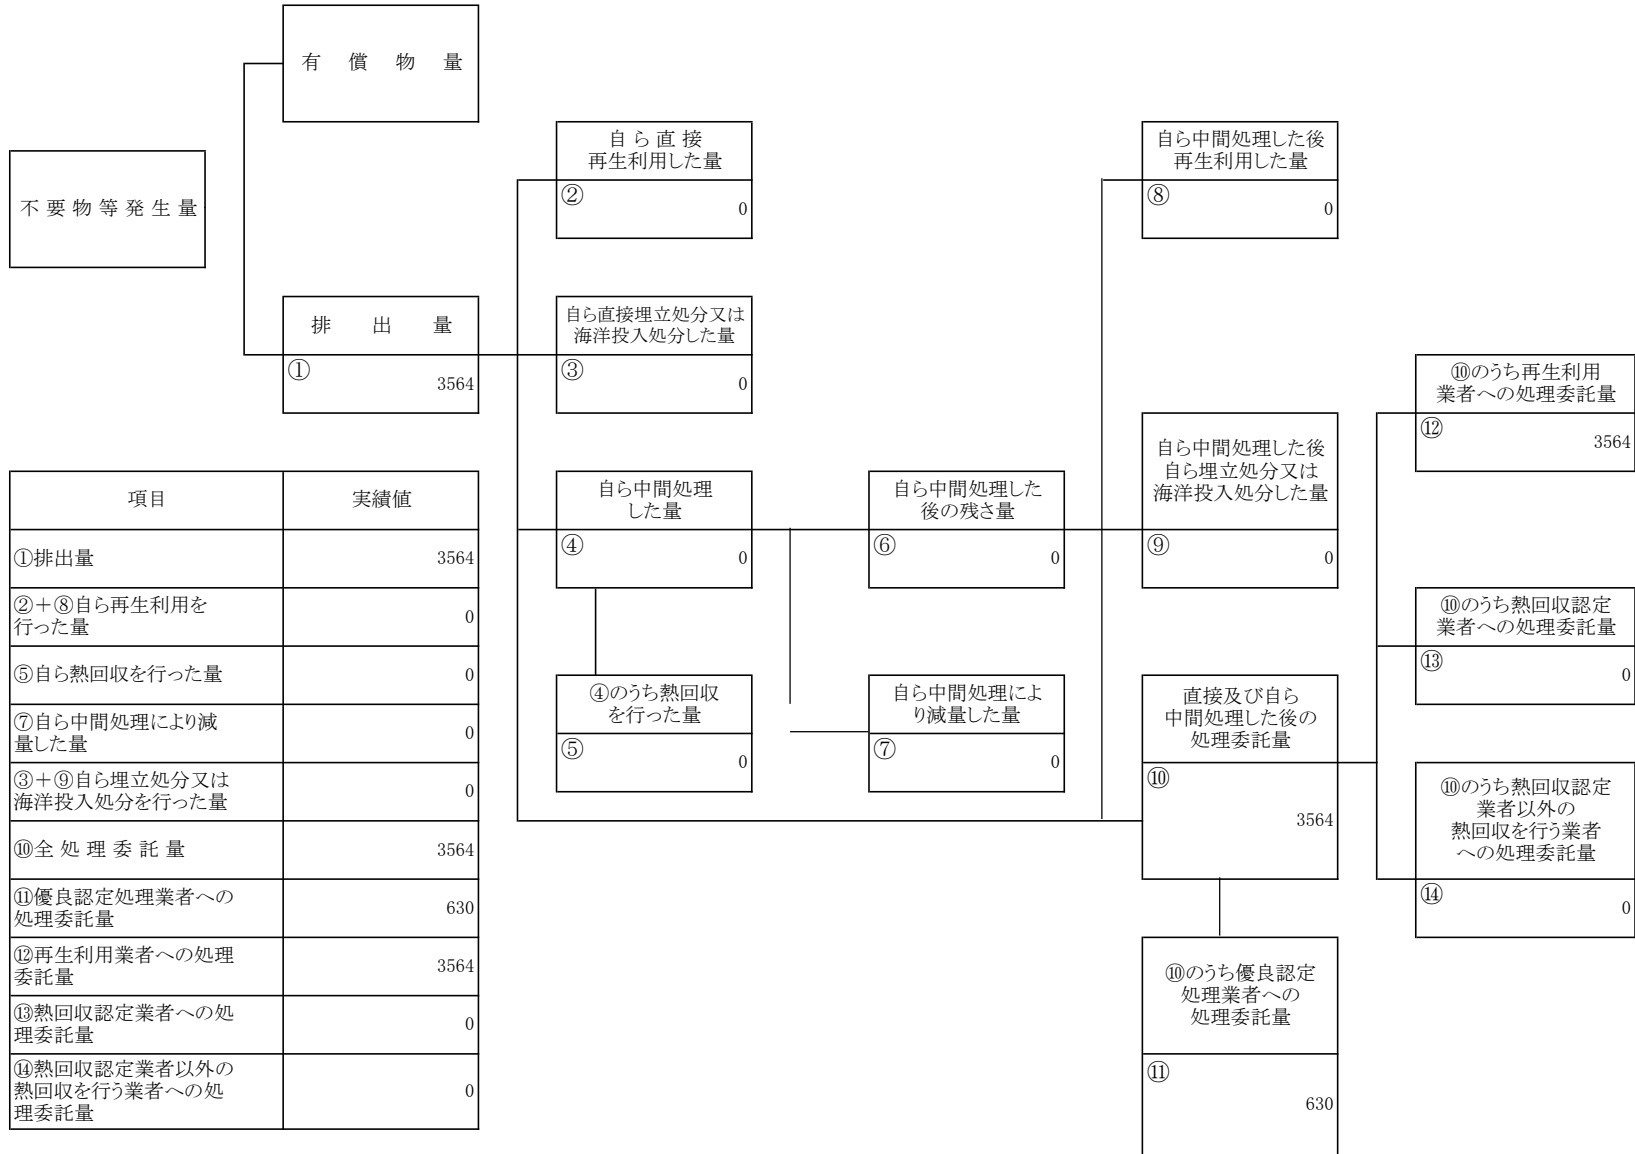 有 償 物 量
不 要 物 等 発 生 量
自 ら 直 接
再生利用した量
②
0
自ら中間処理した後
再生利用した量
⑧
0
排 出 量
①
3564
自ら直接埋立処分又は
海洋投入処分した量
③
0
⑩のうち再生利用
業者への処理委託量
⑫
3564
自ら中間処理
した量
④
0
自ら中間処理した
後の残さ量
⑥
0
自ら中間処理した後
自ら埋立処分又は
海洋投入処分した量
⑨
0
⑩のうち熱回収認定
業者への処理委託量
⑬
0
④のうち熱回収
を行った量
⑤
0
自ら中間処理によ
り減量した量
⑦
0
直接及び自ら
中間処理した後の
処理委託量
⑩
3564
⑩のうち熱回収認定
業者以外の
熱回収を行う業者
への処理委託量
⑭
0
⑩のうち優良認定
処理業者への
処理委託量
⑪
630
項目 実績値
①排出量 3564
②＋⑧自ら再生利用を
行った量 0
⑤自ら熱回収を行った量 0
⑦自ら中間処理により減
量した量 0
③＋⑨自ら埋立処分又は
海洋投入処分を行った量 0
⑩全 処 理 委 託 量 3564
⑪優良認定処理業者への
処理委託量 630
⑫再生利用業者への処理
委託量 3564
⑬熱回収認定業者への処
理委託量 0
⑭熱回収認定業者以外の
熱回収を行う業者への処
理委託量 0